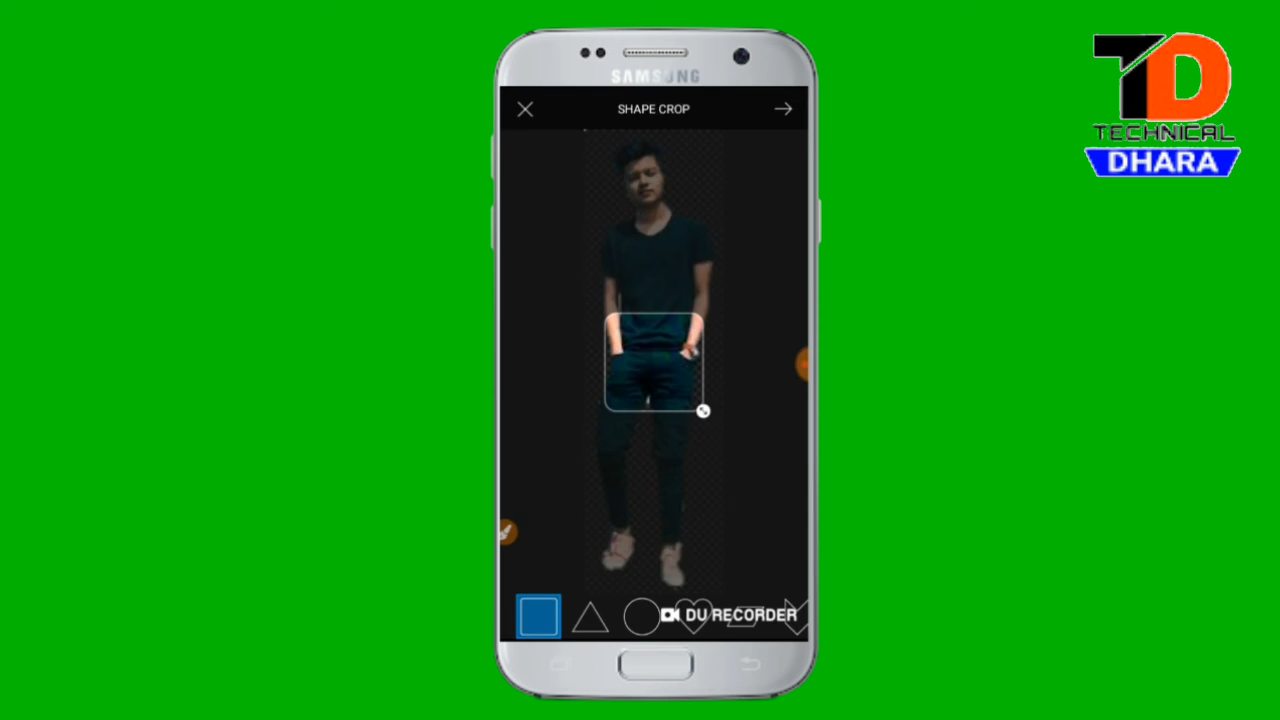 SAMSUNG
SHAPE CROP
DU RECORDER
TD
TECHNICAL
DHARA